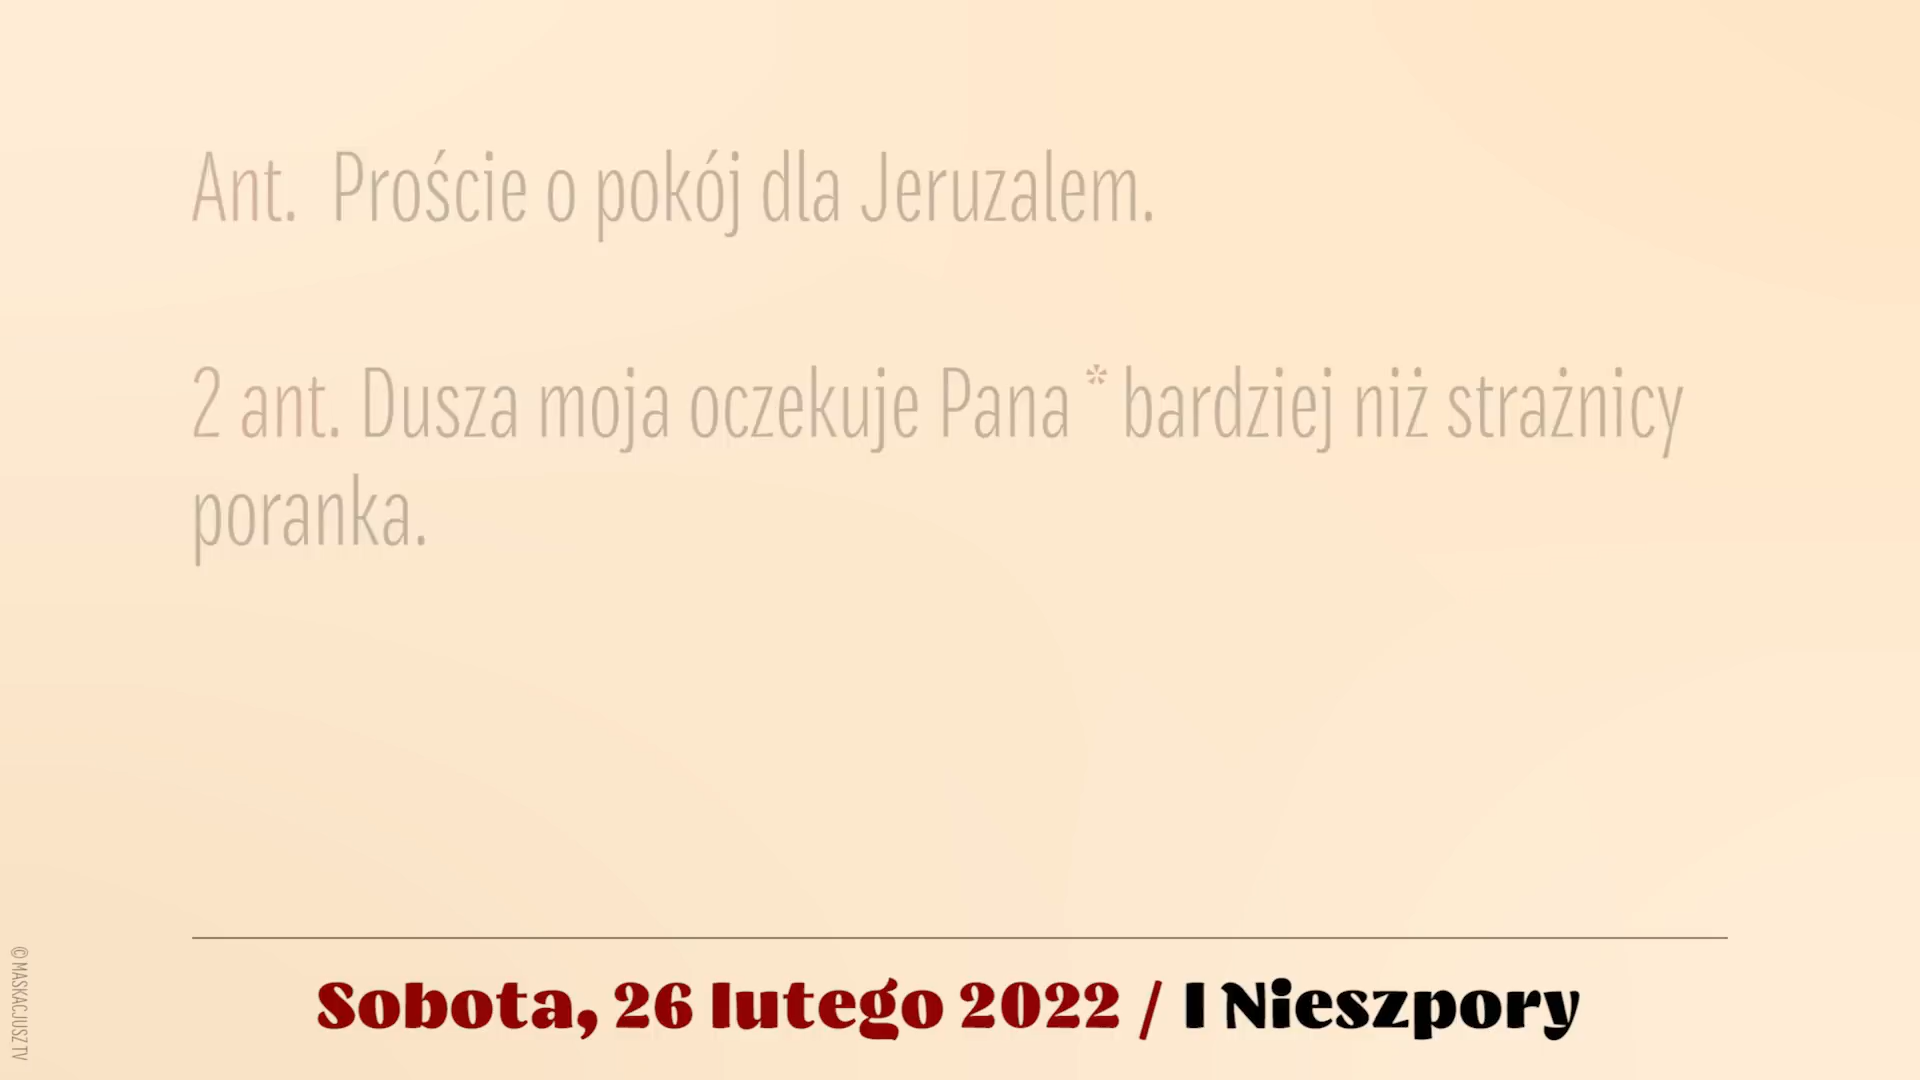 Ant. Proście o pokój dla Jeruzalem.
2 ant. Dusza moja oczekuje Pana * bardziej niż strażnicy
poranka.
Sobota, 26 lutego 2022 / I Nieszpory
© MASKACJUSZ TV